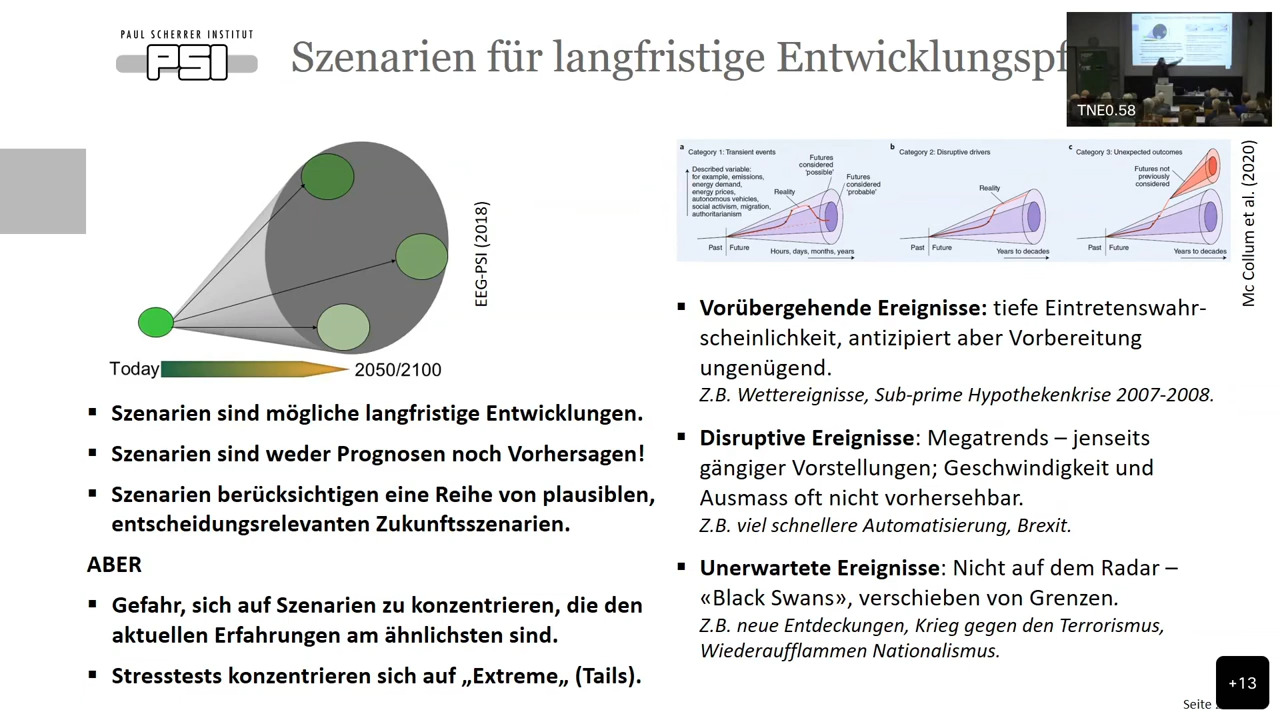 PAUL SCHERRER INSTITUT
PSI
Szenarien für langfristige Entwicklungspf
TNE0.58
EEG-PSI (2018)
Today
2050/2100
Szenarien sind mögliche langfristige Entwicklungen.
Szenarien sind weder Prognosen noch Vorhersagen!
Szenarien berücksichtigen eine Reihe von plausiblen,
entscheidungsrelevanten Zukunftsszenarien.
ABER
Gefahr, sich auf Szenarien zu konzentrieren, die den
aktuellen Erfahrungen am ähnlichsten sind.
Stresstests konzentrieren sich auf „Extreme„ (Tails).
a
Category 1: Transient events
Described variable:
for example, emissions,
energy demand,
energy prices,
autonomous vehicles,
social activism, migration,
authoritarianism
Futures
considered
'possible'
Futures
considered
'probable'
Reality
Past
Future
Hours, days, months, years
b
Category 2: Disruptive drivers
Reality
Past
Future
Years to decades
c
Category 3: Unexpected outcomes
Futures not
previously
considered
Past
Future
Years to decades
Mc Collum et al. (2020)
Vorübergehende Ereignisse: tiefe Eintretenswahr-
scheinlichkeit, antizipiert aber Vorbereitung
ungenügend.
Z.B. Wettereignisse, Sub-prime Hypothekenkrise 2007-2008.
Disruptive Ereignisse: Megatrends – jenseits
gängiger Vorstellungen; Geschwindigkeit und
Ausmass oft nicht vorhersehbar.
Z.B. viel schnellere Automatisierung, Brexit.
Unerwartete Ereignisse: Nicht auf dem Radar –
«Black Swans», verschieben von Grenzen.
Z.B. neue Entdeckungen, Krieg gegen den Terrorismus,
Wiederaufflammen Nationalismus.
+13
Seite